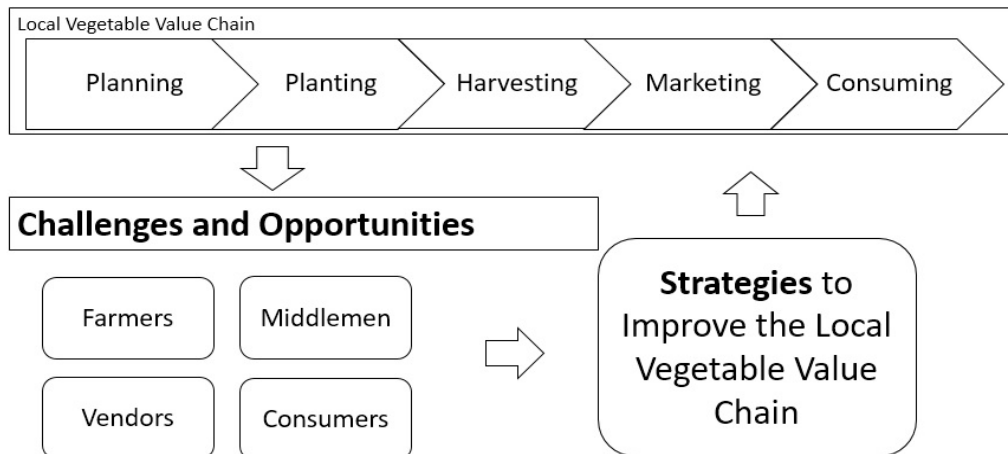 Local Vegetable Value Chain
Planning
Planting
Harvesting
Marketing
Consuming
Challenges and Opportunities
Farmers
Middlemen
Vendors
Consumers
Strategies to
Improve the Local
Vegetable Value
Chain